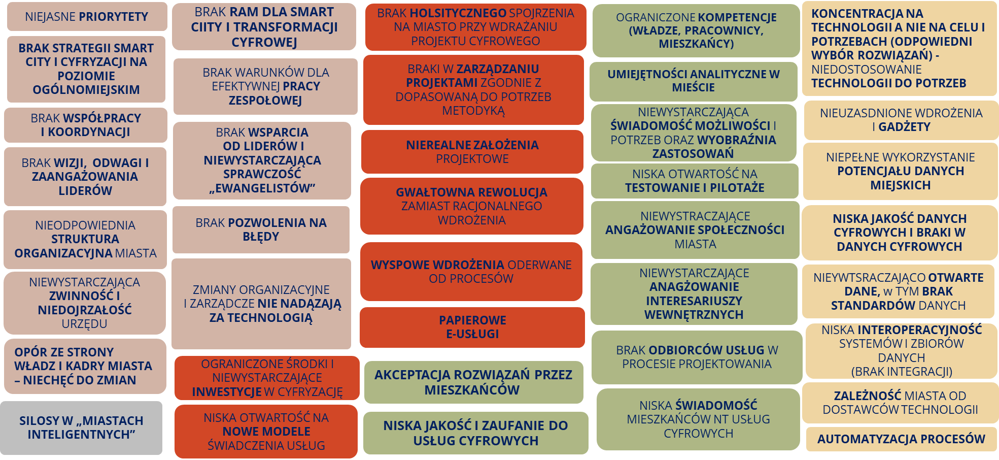 NIEJASNE PRIORYTETY
BRAK STRATEGII SMART
CITY I CYFRYZACJI NA
POZIOMIE
OGÓLNOMIEJSKIM
BRAK WSPÓŁPRACY
I KOORDYNACJI
BRAK WIZJI, ODWAGI I
ZAANGAŻOWANIA
LIDERÓW
NIEODPOWIEDNIA
STRUKTURA
ORGANIZACYJNA MIASTA
NIEWYSTARCZAJĄCA
ZWINNOŚĆ I
NIEDOJRZAŁOŚĆ
URZĘDU
OPÓR ZE STRONY
WŁADZ I KADRY MIASTA
– NIECHĘĆ DO ZMIAN
SILOSY W „MIASTACH
INTELIGENTNYCH”
BRAK RAM DLA SMART
CIITY I TRANSFORMACJI
CYFROWEJ
BRAK WARUNKÓW DLA
EFEKTYWNEJ PRACY
ZESPOŁOWEJ
BRAK WSPARCIA
OD LIDERÓW I
NIEWYSTARCZAJĄCA
SPRAWCZOŚĆ
„EWANGELISTÓW”
BRAK POZWOLENIA NA
BŁĘDY
ZMIANY ORGANIZACYJNE
I ZARZĄDCZE NIE NADĄZAJĄ
ZA TECHNOLOGIĄ
OGRANICZONE ŚRODKI I
NIEWYSTARCZAJĄCE
INWESTYCJE W CYFRYZACJĘ
NISKA OTWARTOŚĆ NA
NOWE MODELE
ŚWIADCZENIA USŁUG
BRAK HOLSITYCZNEGO SPOJRZENIA
NA MIASTO PRZY WDRAŻANIU
PROJEKTU CYFROWEGO
BRAKI W ZARZĄDZANIU
PROJEKTAMI ZGODNIE Z
DOPASOWANĄ DO POTRZEB
METODYKĄ
NIEREALNE ZAŁOŻENIA
PROJEKTOWE
GWAŁTOWNA REWOLUCJA
ZAMIAST RACJONALNEGO
WDROŻENIA
WYSPOWE WDROŻENIA ODERWANE
OD PROCESÓW
PAPIEROWE
E-USŁUGI
AKCEPTACJA ROZWIĄZAŃ PRZEZ
MIESZKAŃCÓW
NISKA JAKOŚĆ I ZAUFANIE DO
USŁUG CYFROWYCH
OGRANICZONE KOMPETENCJE
(WŁADZE, PRACOWNICY,
MIESZKAŃCY)
UMIEJĘTNOŚCI ANALITYCZNE W
MIEŚCIE
NIEWYSTARCZAJĄCA
ŚWIADOMOŚĆ MOŻLIWOŚCI I
POTRZEB ORAZ WYOBRAŹNIA
ZASTOSOWAŃ
NISKA OTWARTOŚĆ NA
TESTOWANIE I PILOTAŻE
NIEWYSTRACZAJĄCE
ANGAŻOWANIE SPOŁECZNOŚCI
MIASTA
NIEWYSTARCZAJĄCE
ANAGŻOWANIE
INTERESARIUSZY
WEWNĘTRZNYCH
BRAK ODBIORCÓW USŁUG W
PROCESIE PROJEKTOWANIA
NISKA ŚWIADOMOŚĆ
MIESZKAŃCÓW NT USŁUG
CYFROWYCH
KONCENTRACJA NA
TECHNOLOGII A NIE NA CELU I
POTRZEBACH (ODPOWIEDNI
WYBÓR ROZWIĄZAŃ) -
NIEDOSTOSOWANIE
TECHNOLOGII DO POTRZEB
NIEUZASDNIONE WDROŻENIA
I GADŻETY
NIEPEŁNE WYKORZYSTANIE
POTENCJAŁU DANYCH
MIEJSKICH
NISKA JAKOŚĆ DANYCH
CYFROWYCH I BRAKI W
DANYCH CYFROWYCH
NIEYWTSRACZAJĄCO OTWARTE
DANE, w TYM BRAK
STANDARDÓW DANYCH
NISKA INTEROPERACYJNOŚĆ
SYSTEMÓW I ZBIORÓW
DANYCH
(BRAK INTEGRACJI)
ZALEŻNOŚĆ MIASTA OD
DOSTAWCÓW TECHNOLOGII
AUTOMATYZACJA PROCESÓW